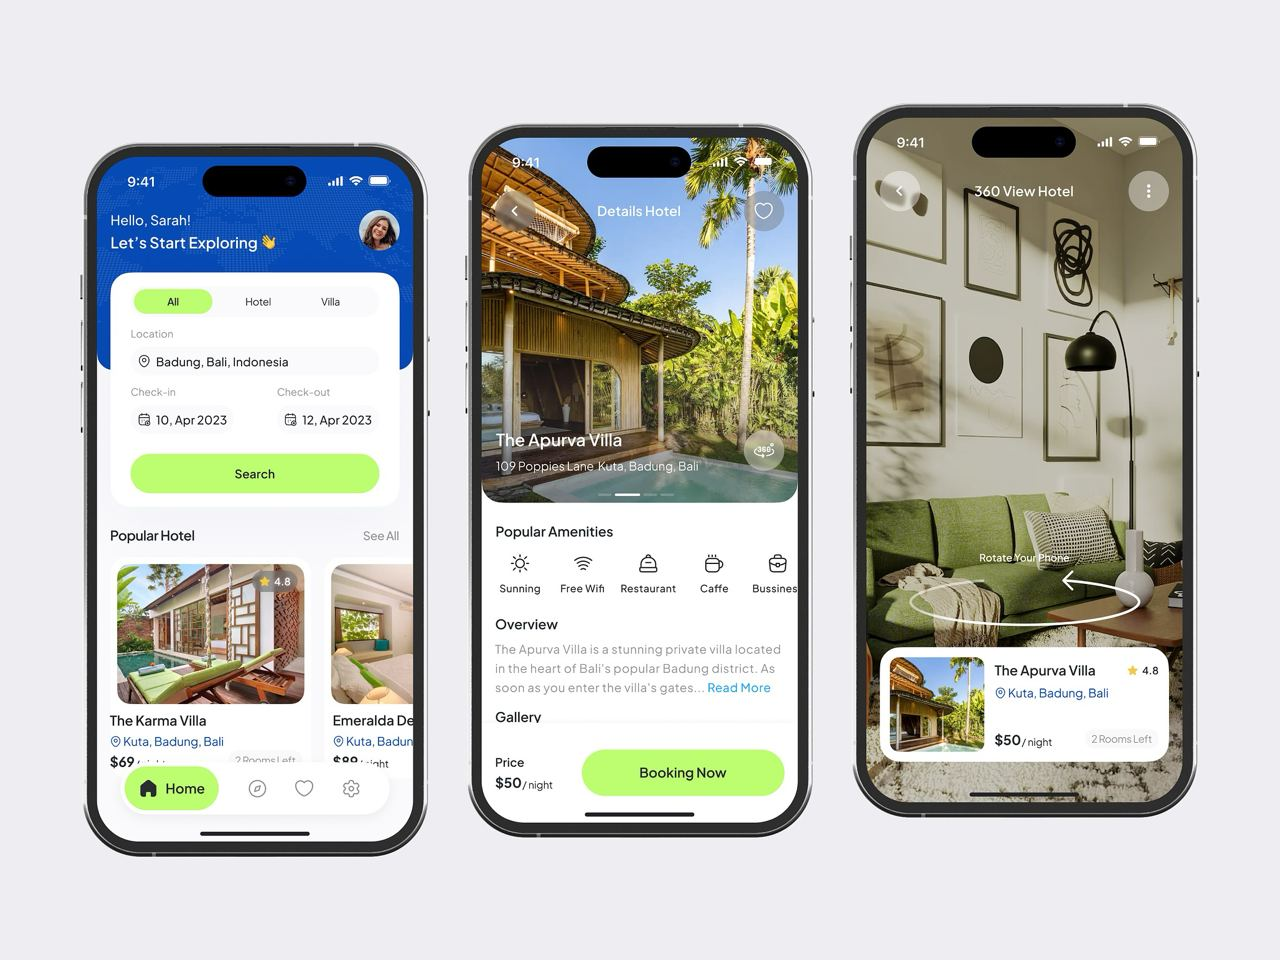 9:41
Hello, Sarah!
Let's Start Exploring 👋
All
Hotel
Villa
Location
Badung, Bali, Indonesia
Check-in
Check-out
10, Apr 2023
12, Apr 2023
Search
Popular Hotel
See All
4.8
The Karma Villa
Kuta, Badung, Bali
$69/ night
2 Rooms Left
Emeralda De
Kuta, Badun
$89/ night
Home
9:41
Details Hotel
The Apurva Villa
109 Poppies Lane Kuta, Badung, Bali
360°
Popular Amenities
Sunning
Free Wifi
Restaurant
Caffe
Bussines
Overview
The Apurva Villa is a stunning private villa located
in the heart of Bali's popular Badung district. As
soon as you enter the villa's gates... Read More
Gallery
Price
$50/ night
Booking Now
9:41
360 View Hotel
Rotate Your Phone
The Apurva Villa
4.8
Kuta, Badung, Bali
$50/ night
2 Rooms Left